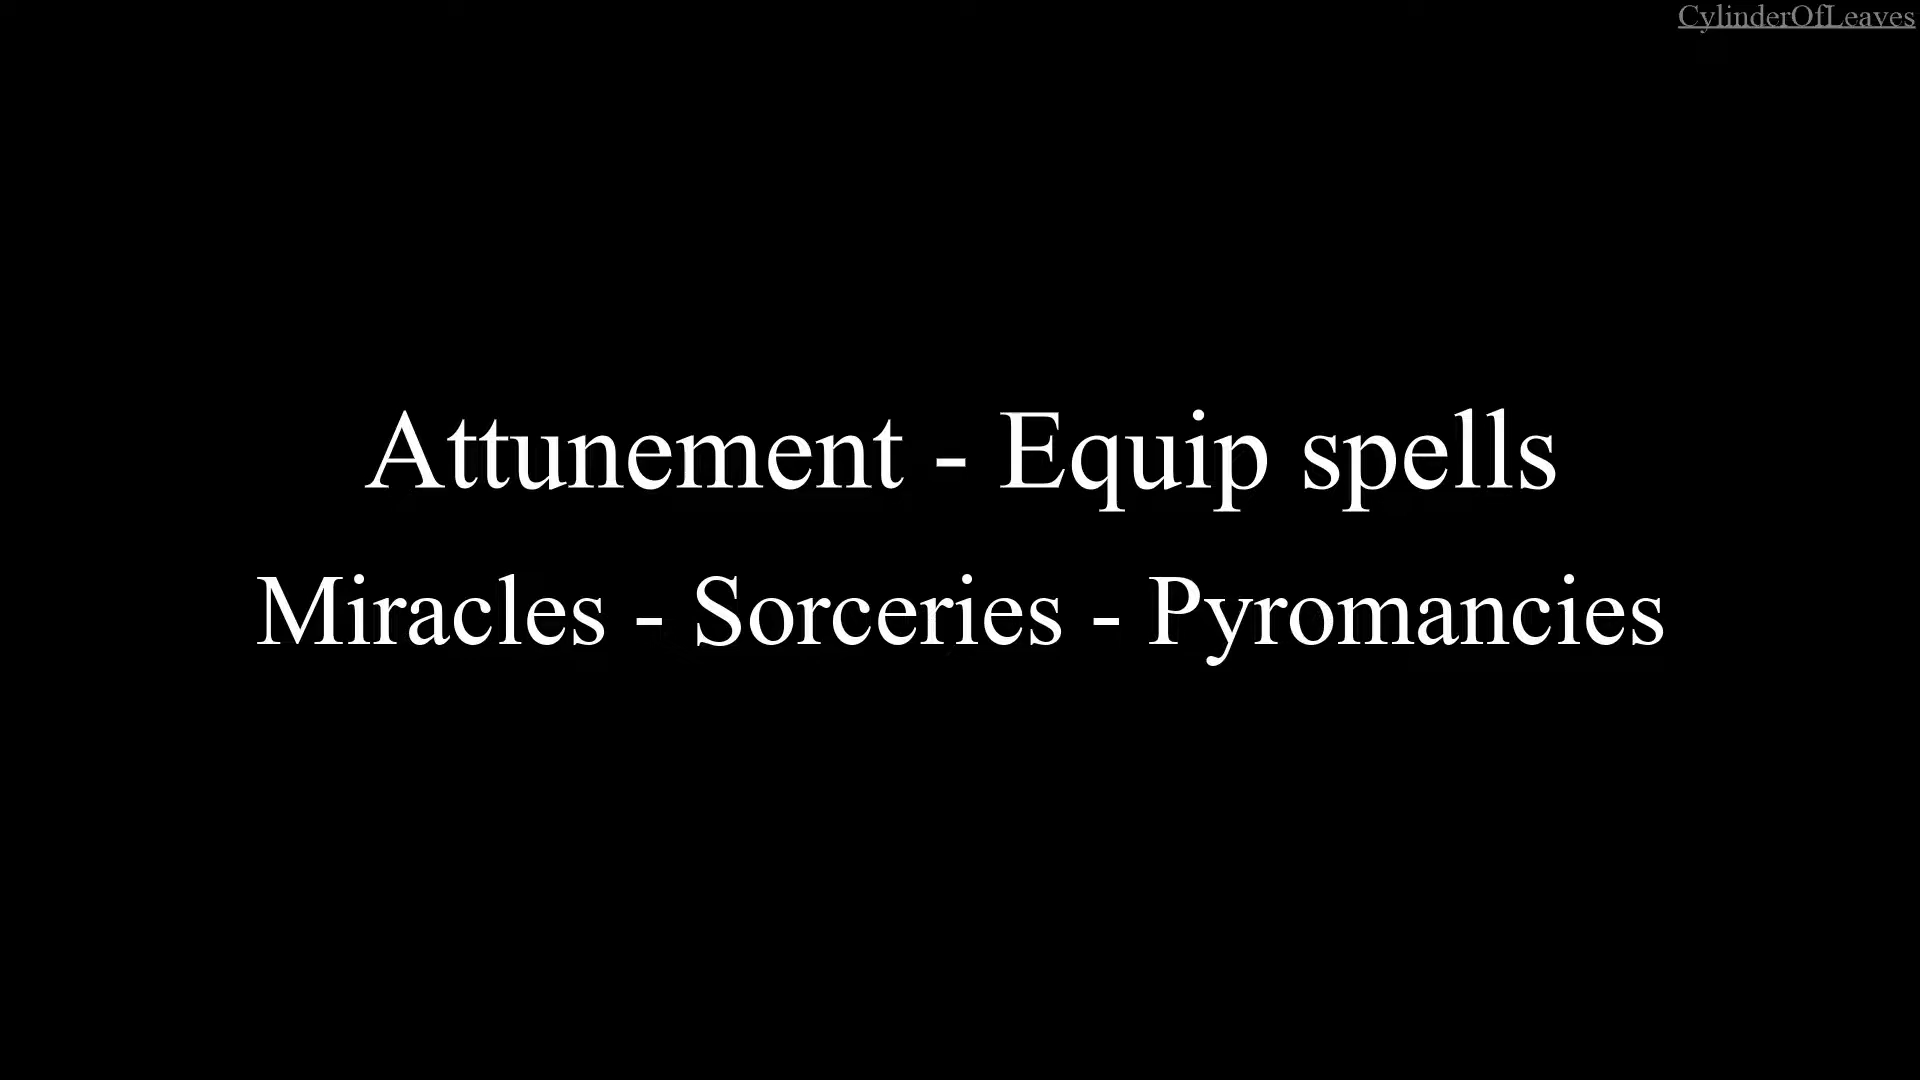 CylinderOfLeaves
Attunement - Equip spells
Miracles - Sorceries - Pyromancies